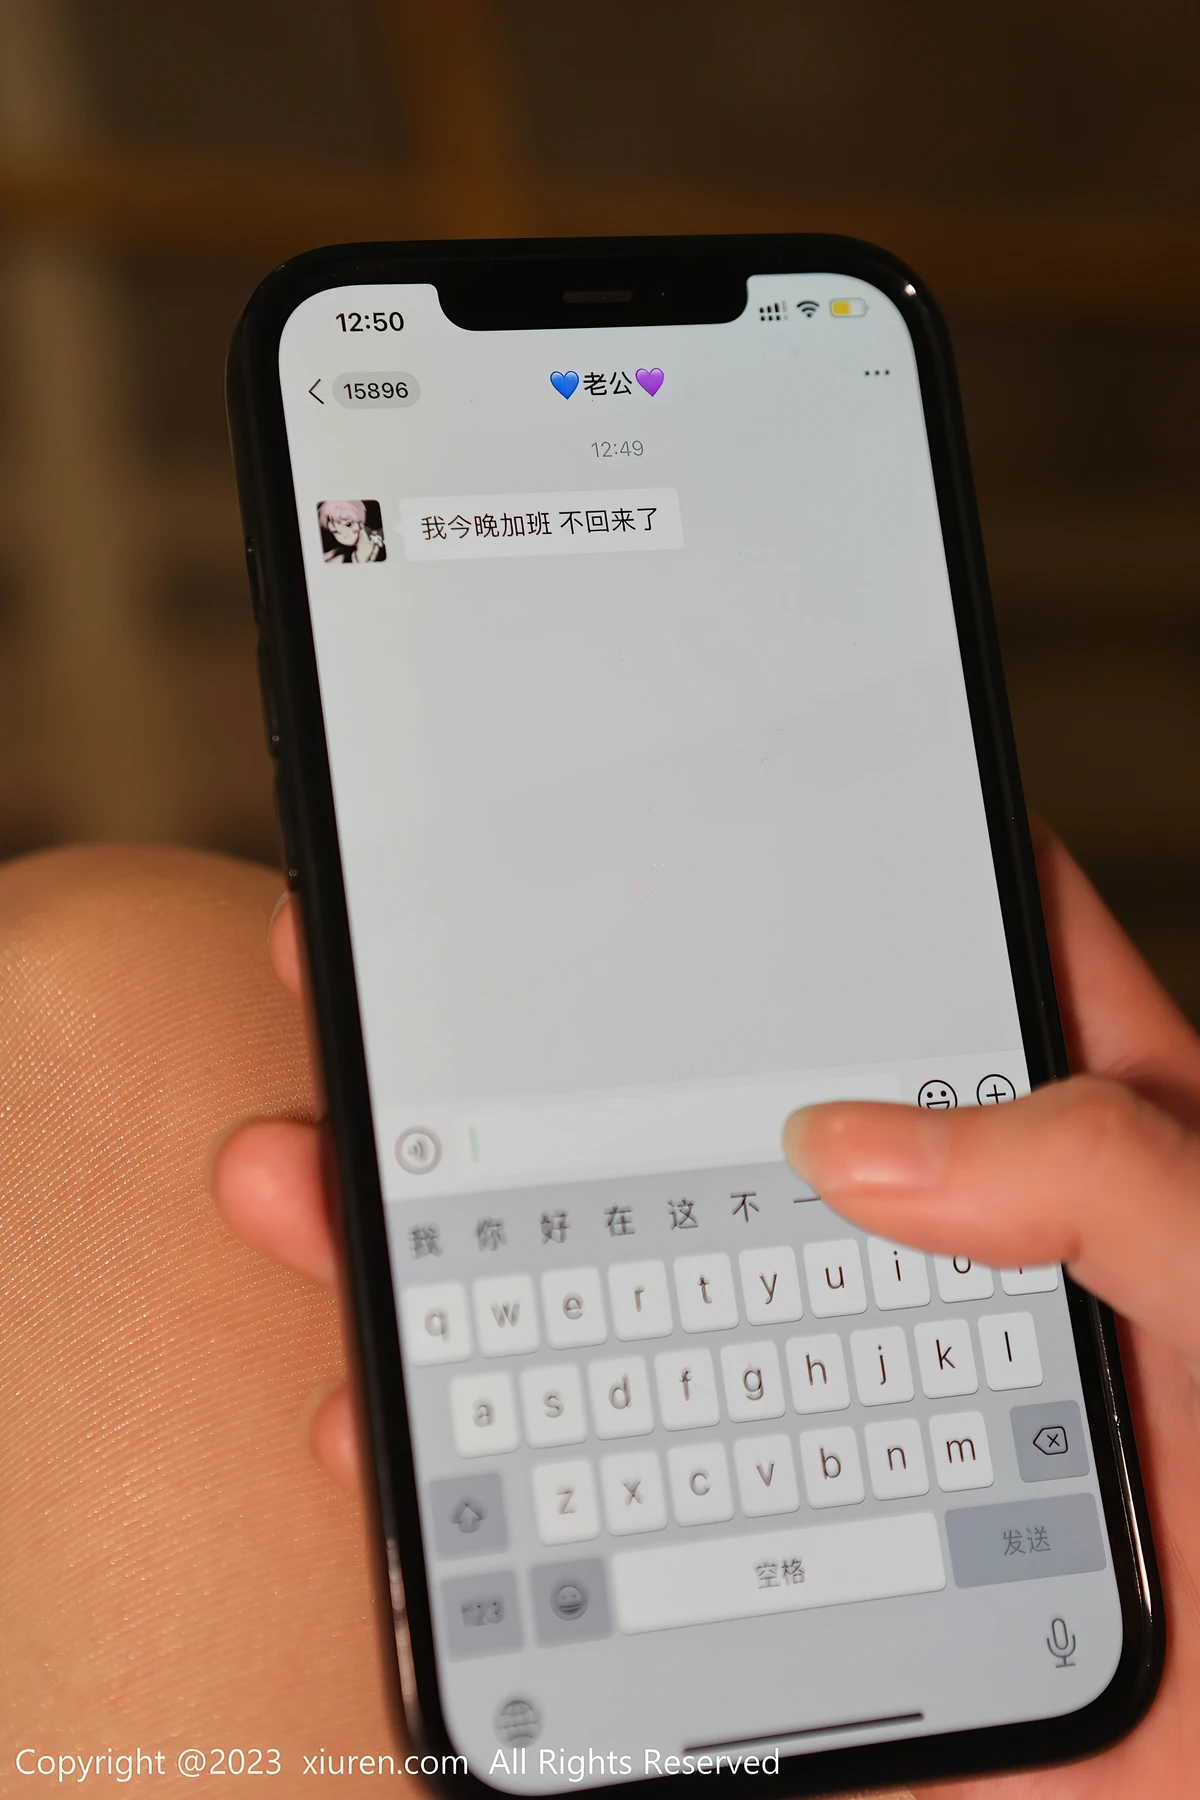 12:50
15896
💙老公💜
12:49
我今晚加班 不回来了
我 你 好 在 这 不 一
q w e r t y u i o
a s d f g h j k l
z x c v b n m
123
空格
发送
Copyright @2023 xiuren.com All Rights Reserved